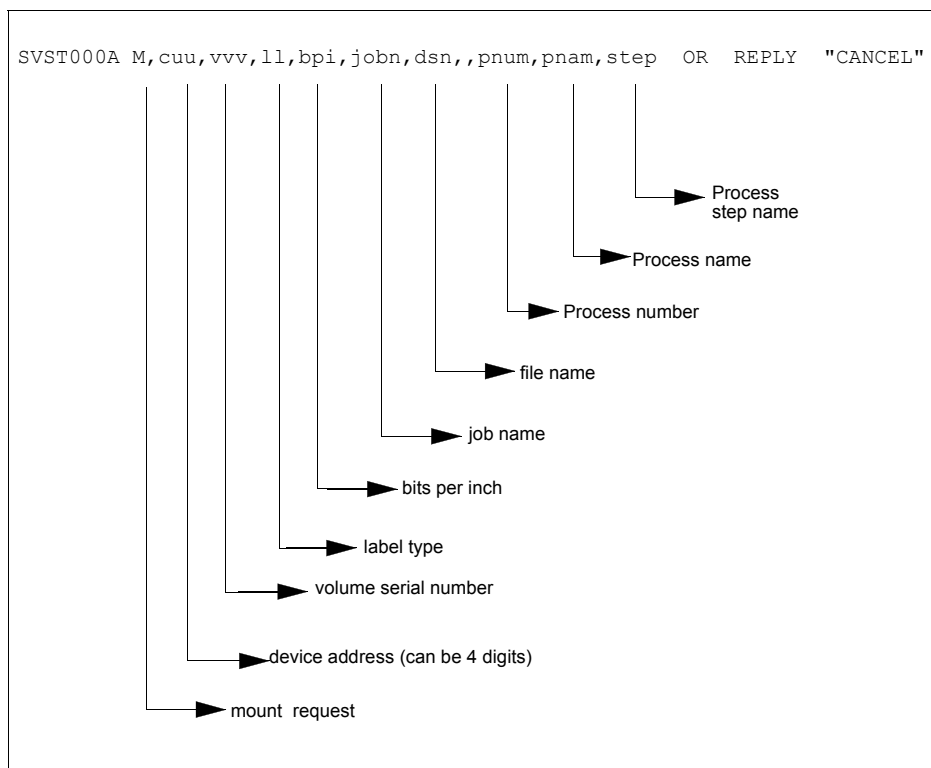 SVST000A M,cuu,vvv,ll,bpi,jobn,dsn,,pnum,pnam,step OR REPLY "CANCEL"
Process
step name
Process name
Process number
file name
job name
bits per inch
label type
volume serial number
device address (can be 4 digits)
mount request